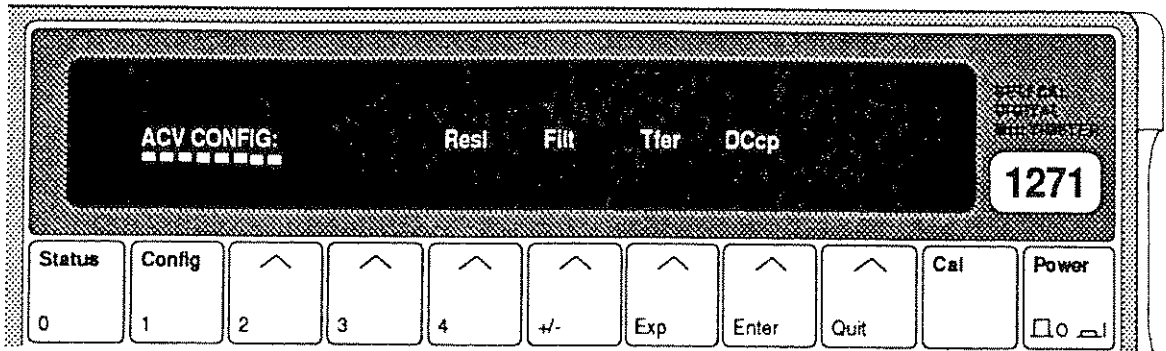 ACV CONFIG: Resl Filt Tfer DCcp
1271
Status Config Cal Power
0 1 2 3 4 +/- Exp Enter Quit O I